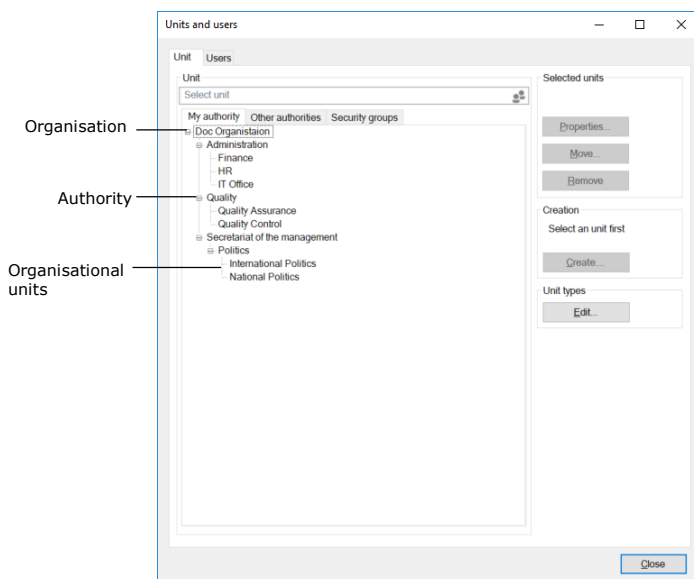 Units and users
Unit Users
Unit
Select unit
My authority Other authorities Security groups
Doc Organistaion
Administration
Finance
HR
IT Office
Quality
Quality Assurance
Quality Control
Secretariat of the management
Politics
International Politics
National Politics
Selected units
Properties...
Move...
Remove
Creation
Select an unit first
Create...
Unit types
Edit...
Close
Organisation
Authority
Organisational
units